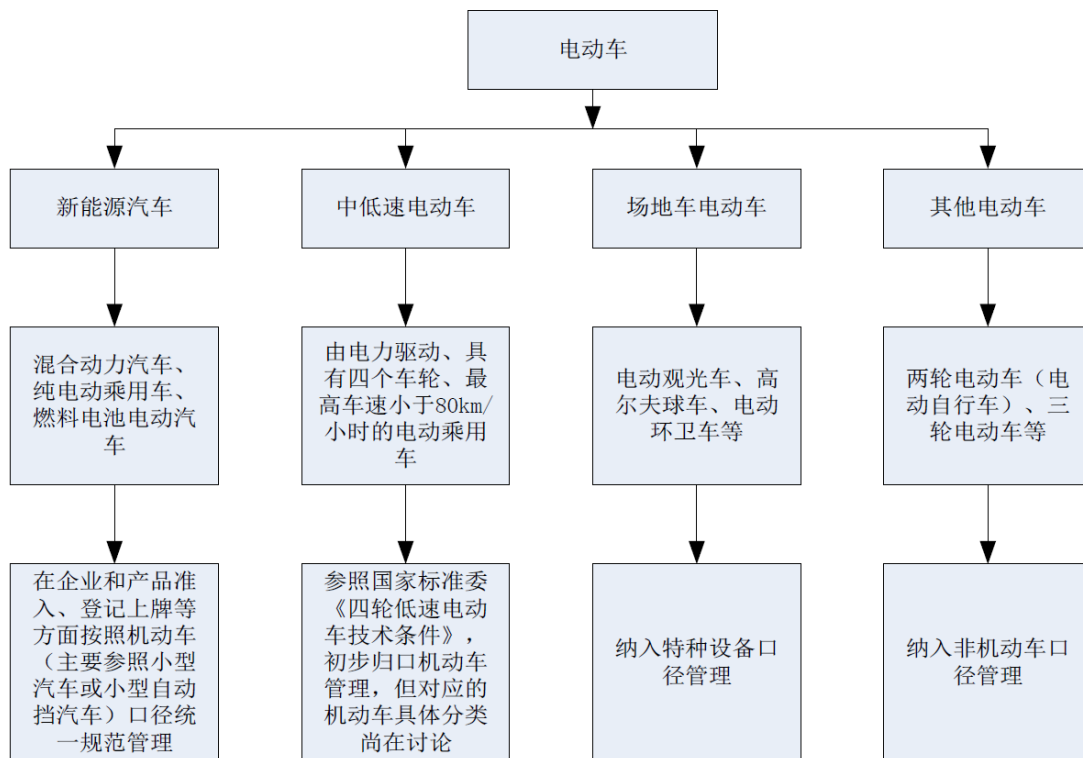 电动车
新能源汽车
中低速电动车
场地车电动车
其他电动车
混合动力汽车、
纯电动乘用车、
燃料电池电动汽
车
由电力驱动、具
有四个车轮、最
高车速小于80km/
小时的电动乘用
车
电动观光车、高
尔夫球车、电动
环卫车等
两轮电动车（电
动自行车）、三
轮电动车等
在企业和产品准
入、登记上牌等
方面按照机动车
（主要参照小型
汽车或小型自动
挡汽车）口径统
一规范管理
参照国家标准委
《四轮低速电动
车技术条件》，
初步归口机动车
管理，但对应的
机动车具体分类
尚在讨论
纳入特种设备口
径管理
纳入非机动车口
径管理